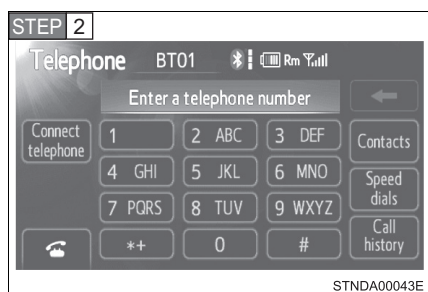 STEP 2
Telephone BT01 Rm
Enter a telephone number
Connect telephone
1
2 ABC
3 DEF
Contacts
4 GHI
5 JKL
6 MNO
Speed dials
7 PQRS
8 TUV
9 WXYZ
Call history
*+
0
#
STNDA00043E